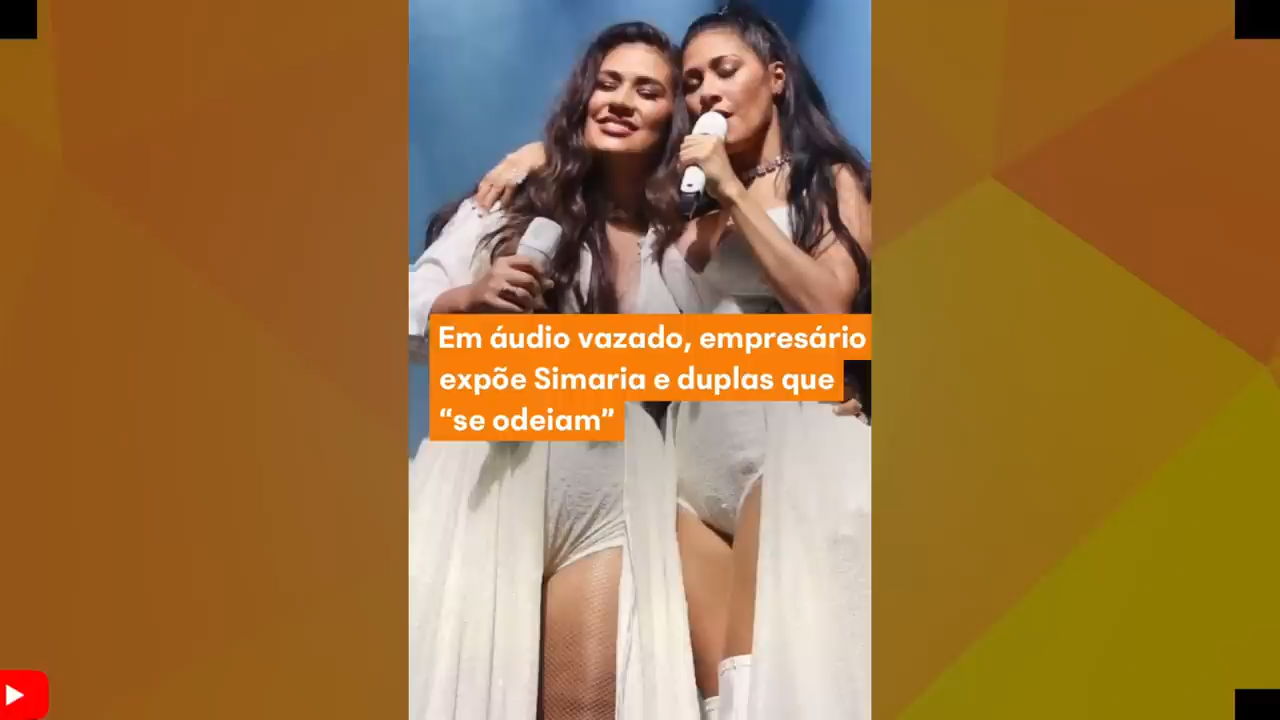 Em áudio vazado, empresário
expõe Simaria e duplas que
“se odeiam”